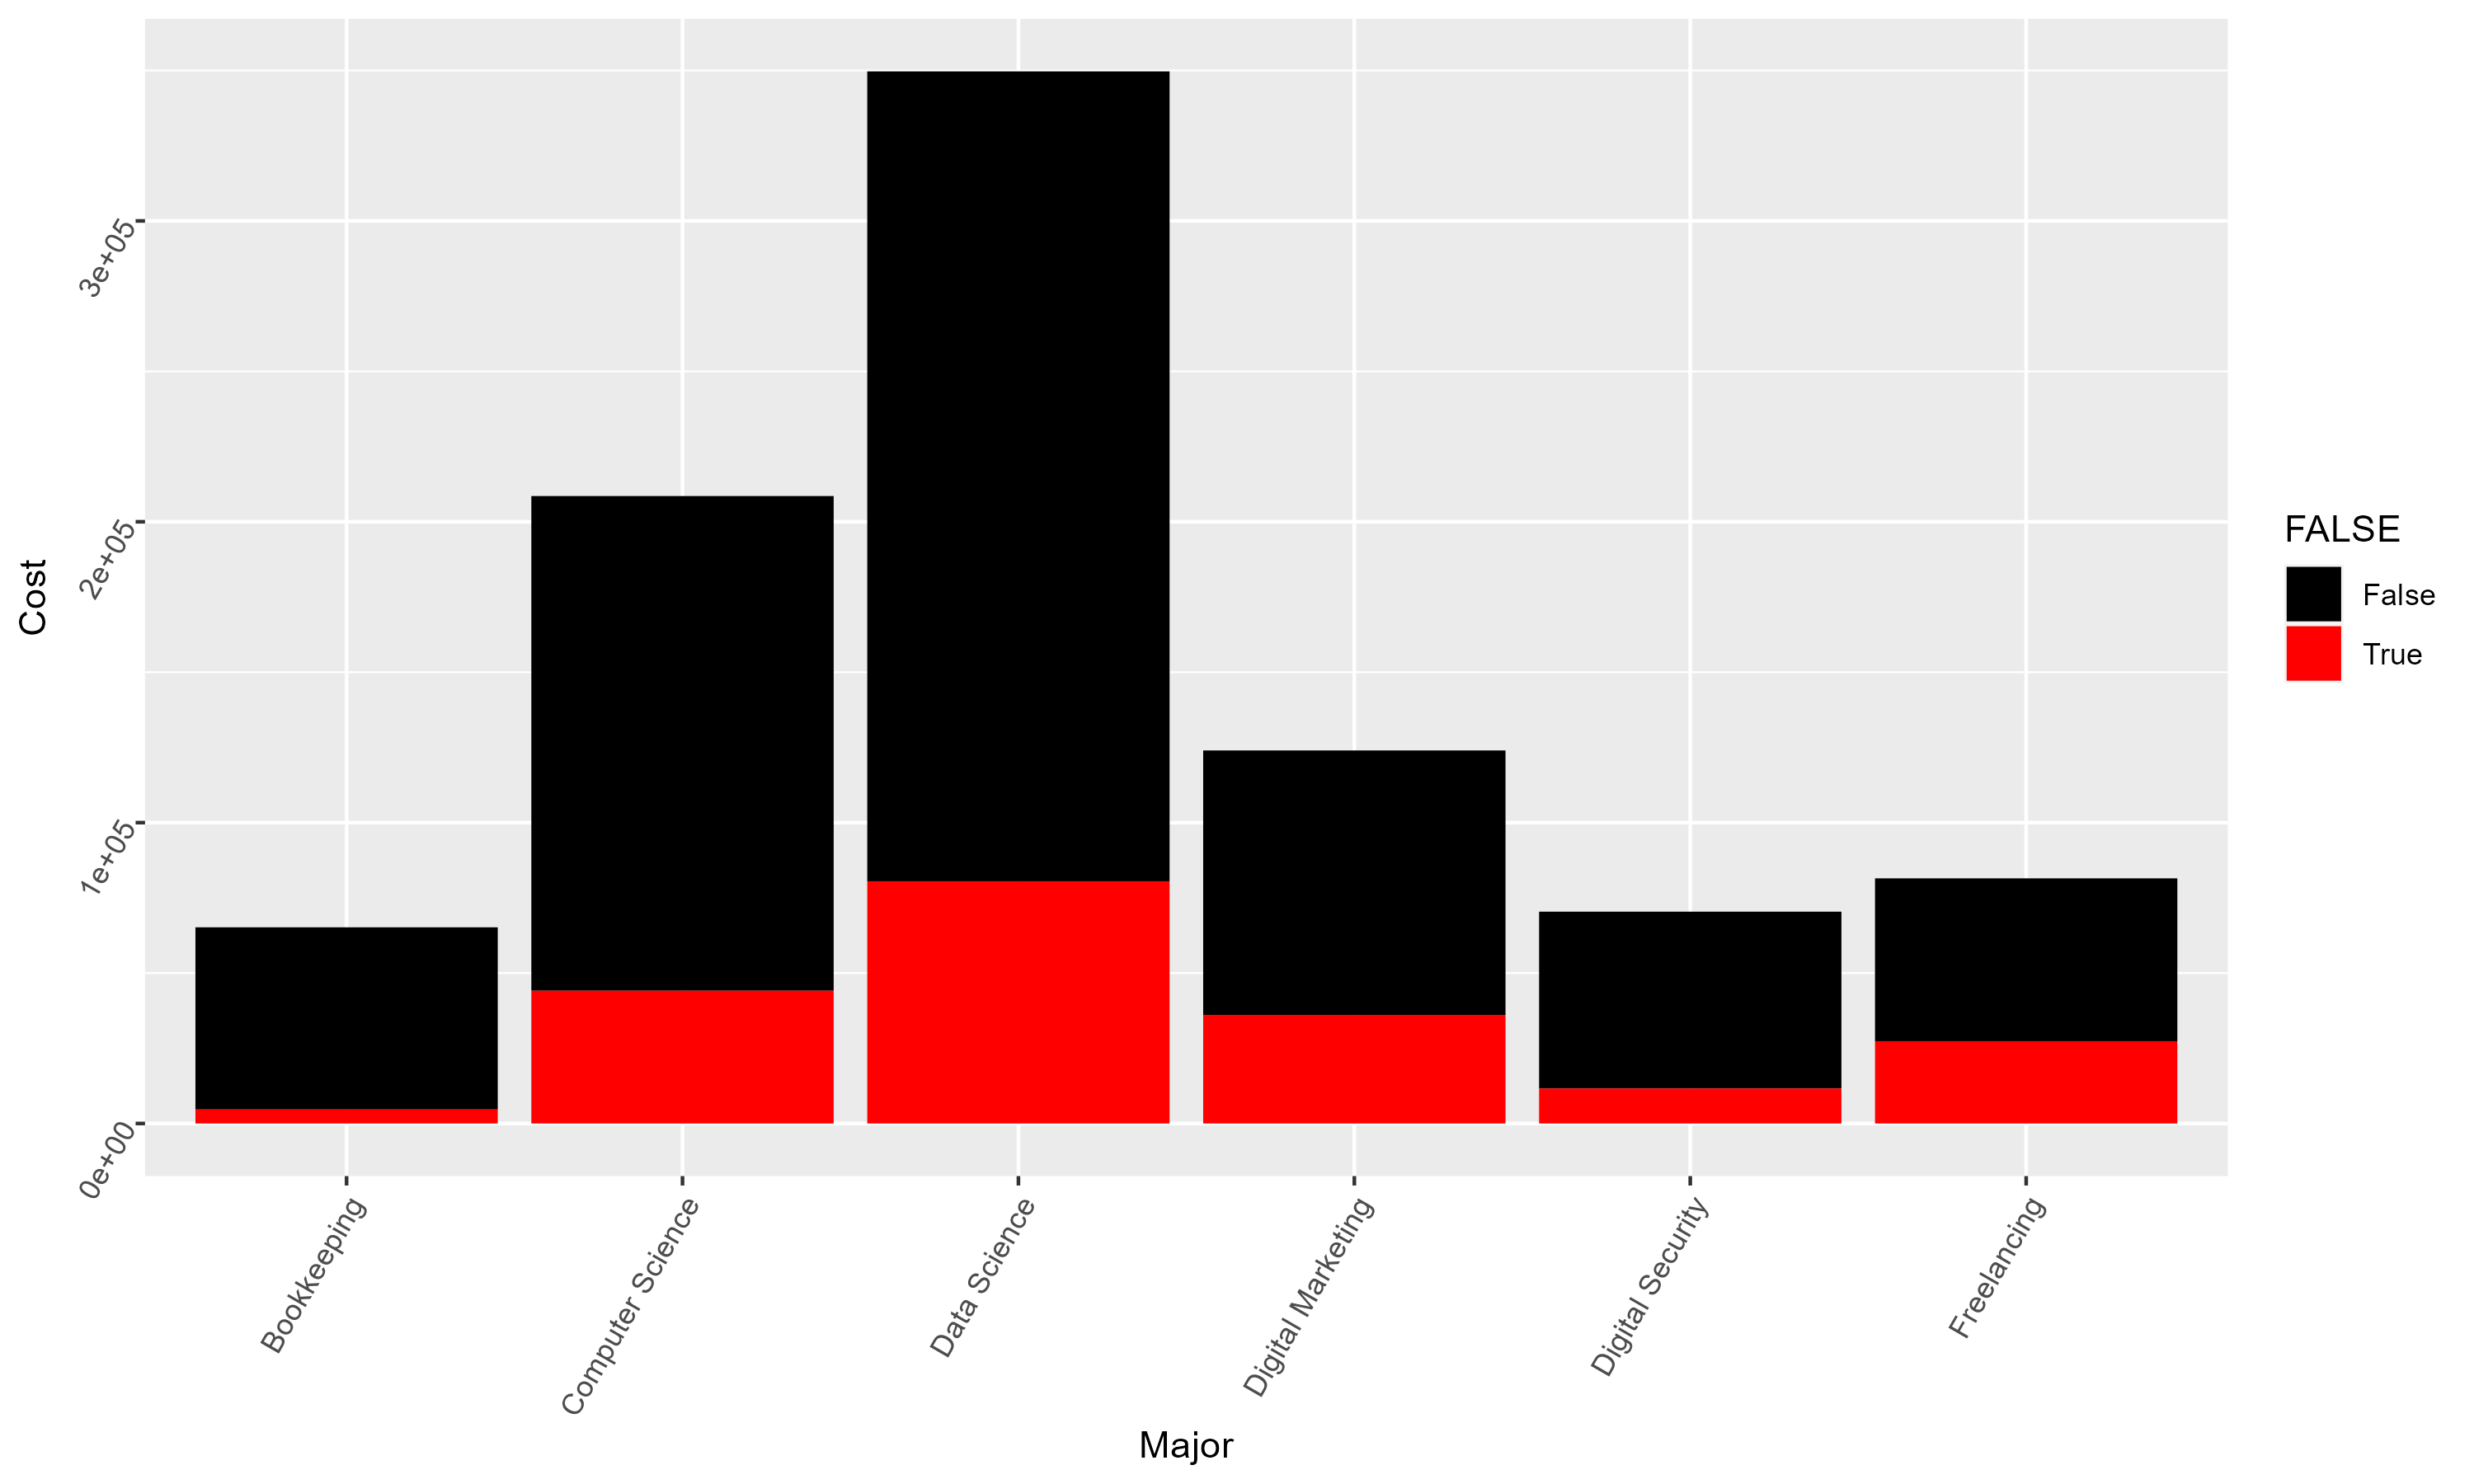 3e+05
2e+05
1e+05
0e+00
Cost
Bookkeeping
Computer Science
Data Science
Digital Marketing
Digital Security
Freelancing
Major
FALSE
False
True